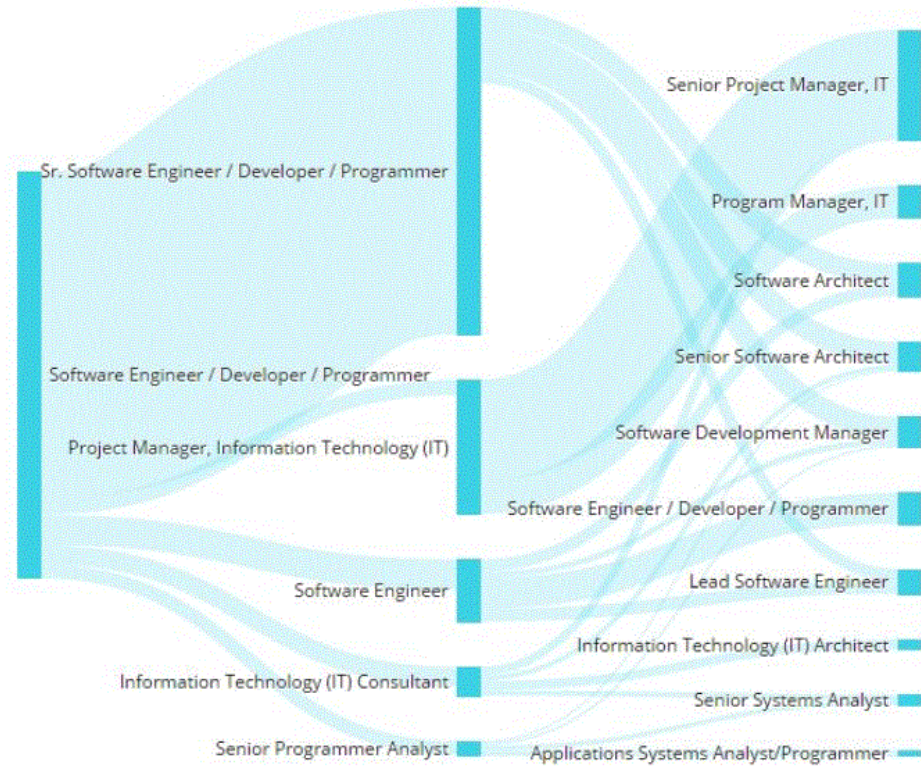 Senior Project Manager, IT
Sr. Software Engineer / Developer / Programmer
Program Manager, IT
Software Architect
Senior Software Architect
Software Engineer / Developer / Programmer
Software Development Manager
Project Manager, Information Technology (IT)
Software Engineer / Developer / Programmer
Lead Software Engineer
Software Engineer
Information Technology (IT) Architect
Information Technology (IT) Consultant
Senior Systems Analyst
Senior Programmer Analyst
Applications Systems Analyst/Programmer